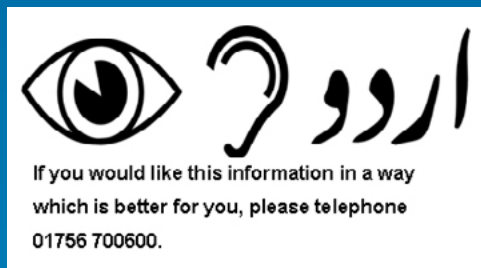 اردو
If you would like this information in a way
which is better for you, please telephone
01756 700600.